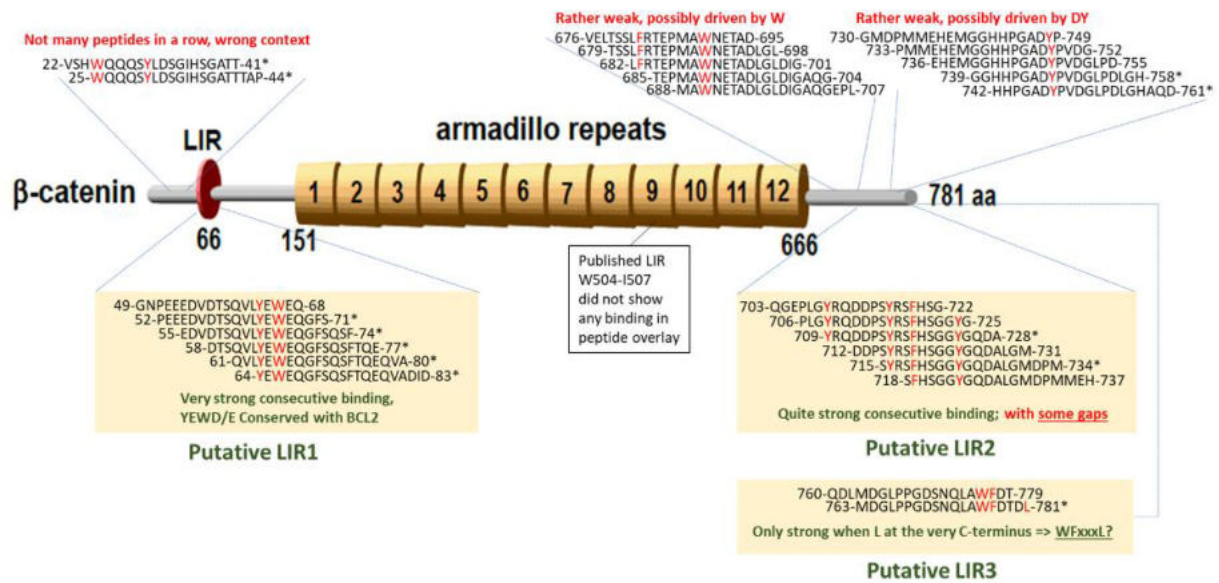 Not many peptides in a row, wrong context
22-VSHWQQQSYLDSGIHSGATT-41*
25-WQQQSYLDSGIHSGATTTAP-44*
Rather weak, possibly driven by W
676-VELTSSLFRTEPMAWNETAD-695
679-TSSLFRTEPMAWNETADLGL-698
682-LFRTEPMAWNETADLGLDIG-701
685-TEPMAWNETADLGLDIGAQG-704
688-MAWNETADLGLDIGAQGEPL-707
Rather weak, possibly driven by DY
730-GMDPMMEHEMGGHHPGADYP-749
733-PMMEHEMGGHHPGADYPVDG-752
736-EHEMGGHHPGADYPVDGLPD-755
739-GGHHPGADYPVDGLPDLGH-758*
742-HHPGADYPVDGLPDLGHAQD-761*
LIR
armadillo repeats
β-catenin
1 2 3 4 5 6 7 8 9 10 11 12
781 aa
66
151
666
Published LIR
W504-I507
did not show
any binding in
peptide overlay
49-GNPEEEDVDTSQVLYEWEQ-68
52-PEEEDVDTSQVLYEWEQGFS-71*
55-EDVDTSQVLYEWEQGFSQSF-74*
58-DTSQVLYEWEQGFSQSFTQE-77*
61-QVLYEWEQGFSQSFTQEQVA-80*
64-YEWEQGFSQSFTQEQVADID-83*
Very strong consecutive binding,
YEWD/E Conserved with BCL2
Putative LIR1
703-QGEPLGYRQDDPSYRSFHSG-722
706-PLGYRQDDPSYRSFHSGGYG-725
709-YRQDDPSYRSFHSGGYGQDA-728*
712-DDPSYRSFHSGGYGQDALGM-731
715-SYRSFHSGGYGQDALGMDPM-734*
718-SFHSGGYGQDALGMDPMMEH-737
Quite strong consecutive binding; with some gaps
Putative LIR2
760-QDLMDGLPPGDSNQLAWFDT-779
763-MDGLPPGDSNQLAWFDTDL-781*
Only strong when L at the very C-terminus => WFxxxL?
Putative LIR3